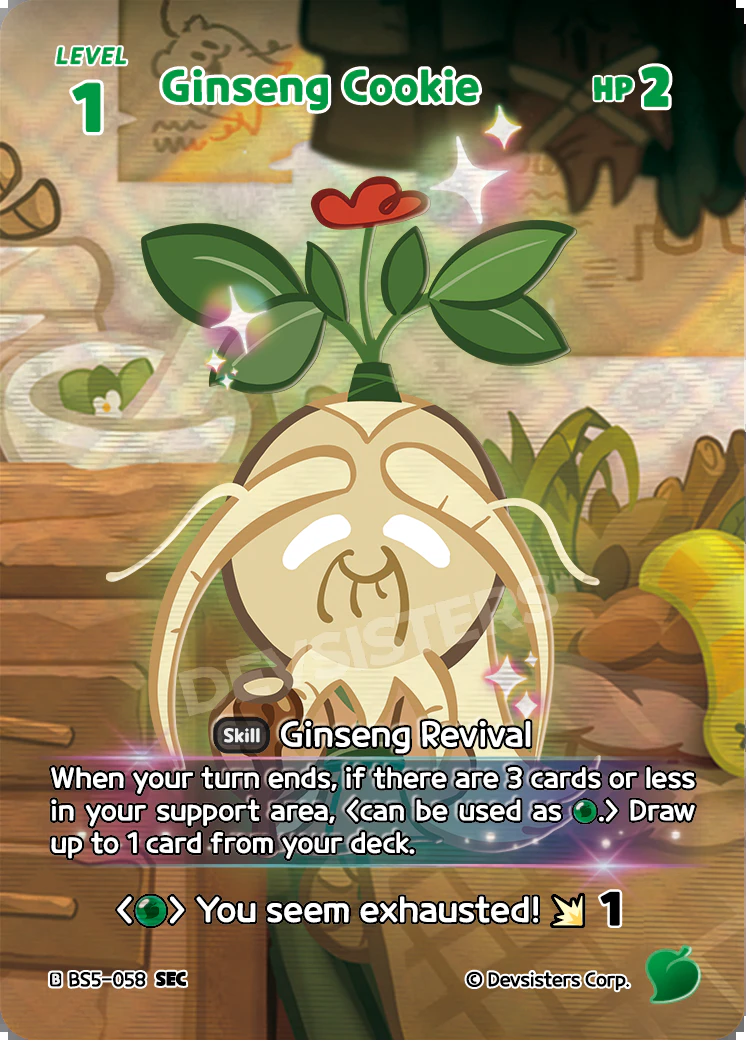 LEVEL
1
Ginseng Cookie
HP 2
DEVSISTERS
Skill Ginseng Revival
When your turn ends, if there are 3 cards or less
in your support area, <can be used as .> Draw
up to 1 card from your deck.
< > You seem exhausted! 1
B BS5-058 SEC
© Devsisters Corp.